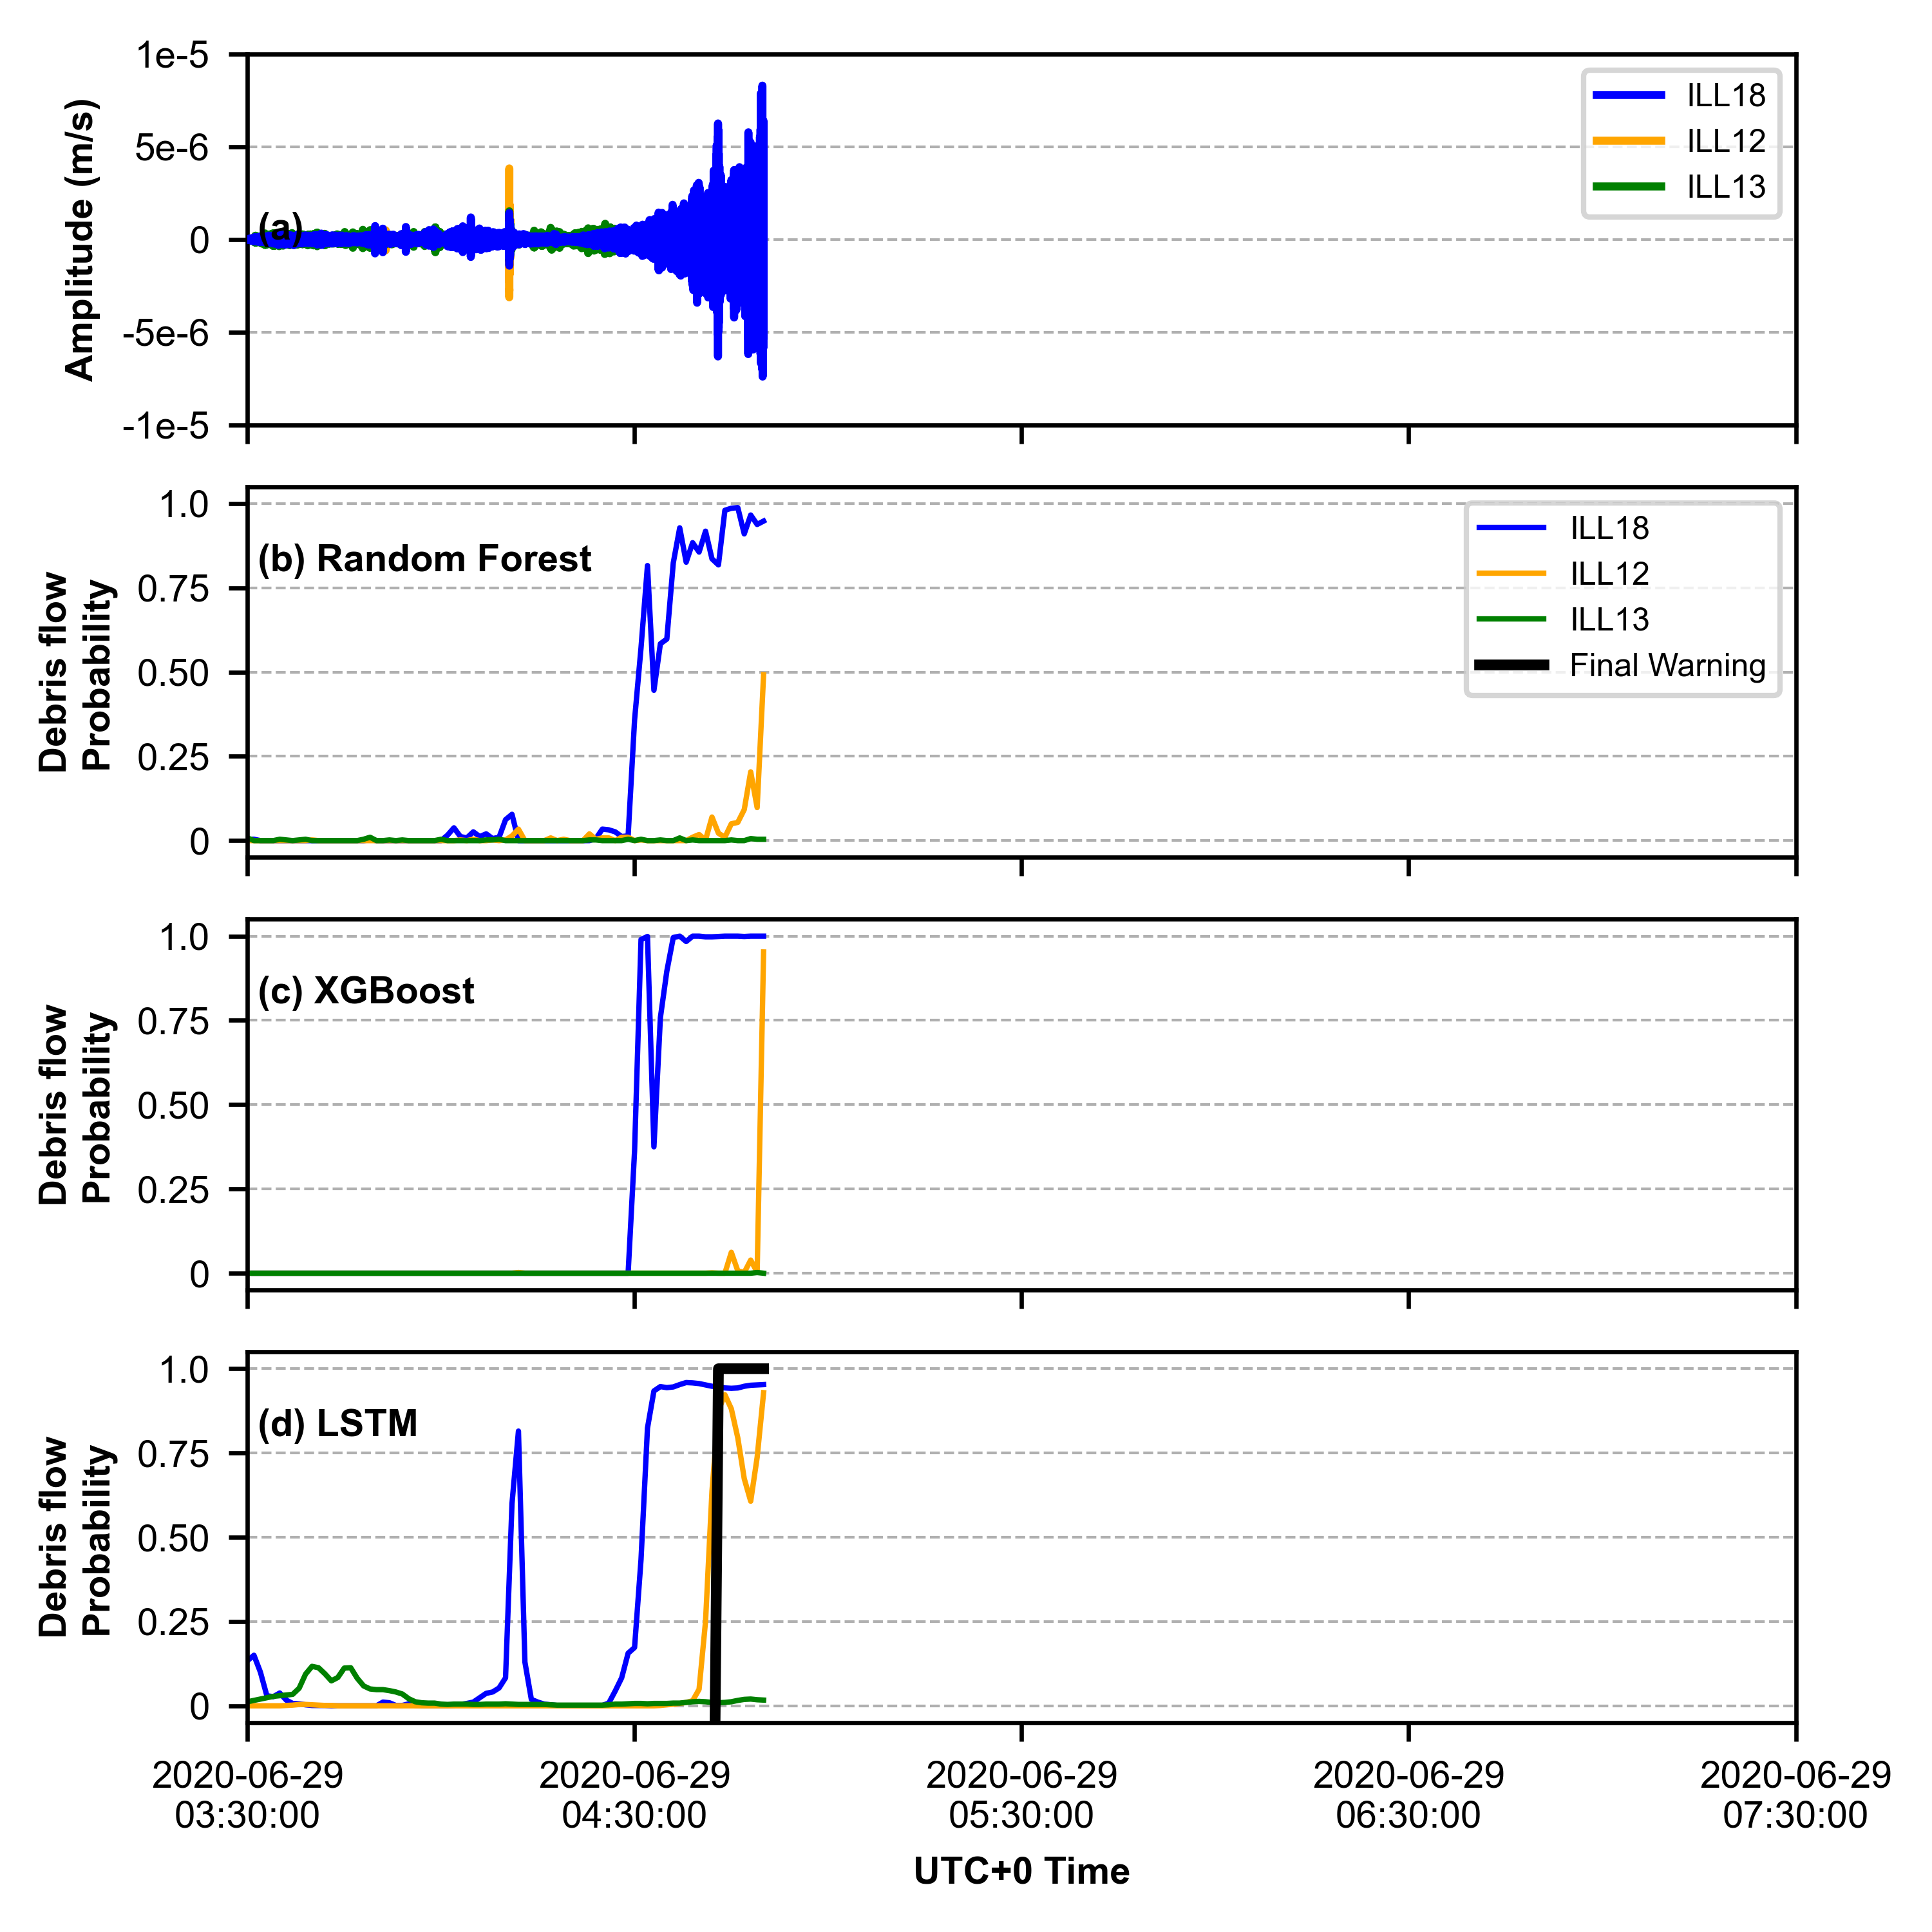 1e-5
5e-6
0
-5e-6
-1e-5
Amplitude (m/s)
(a)
ILL18
ILL12
ILL13
1.0
0.75
0.50
0.25
0
Debris flow
Probability
(b) Random Forest
ILL18
ILL12
ILL13
Final Warning
1.0
0.75
0.50
0.25
0
Debris flow
Probability
(c) XGBoost
1.0
0.75
0.50
0.25
0
Debris flow
Probability
(d) LSTM
2020-06-29
03:30:00
2020-06-29
04:30:00
2020-06-29
05:30:00
2020-06-29
06:30:00
2020-06-29
07:30:00
UTC+0 Time